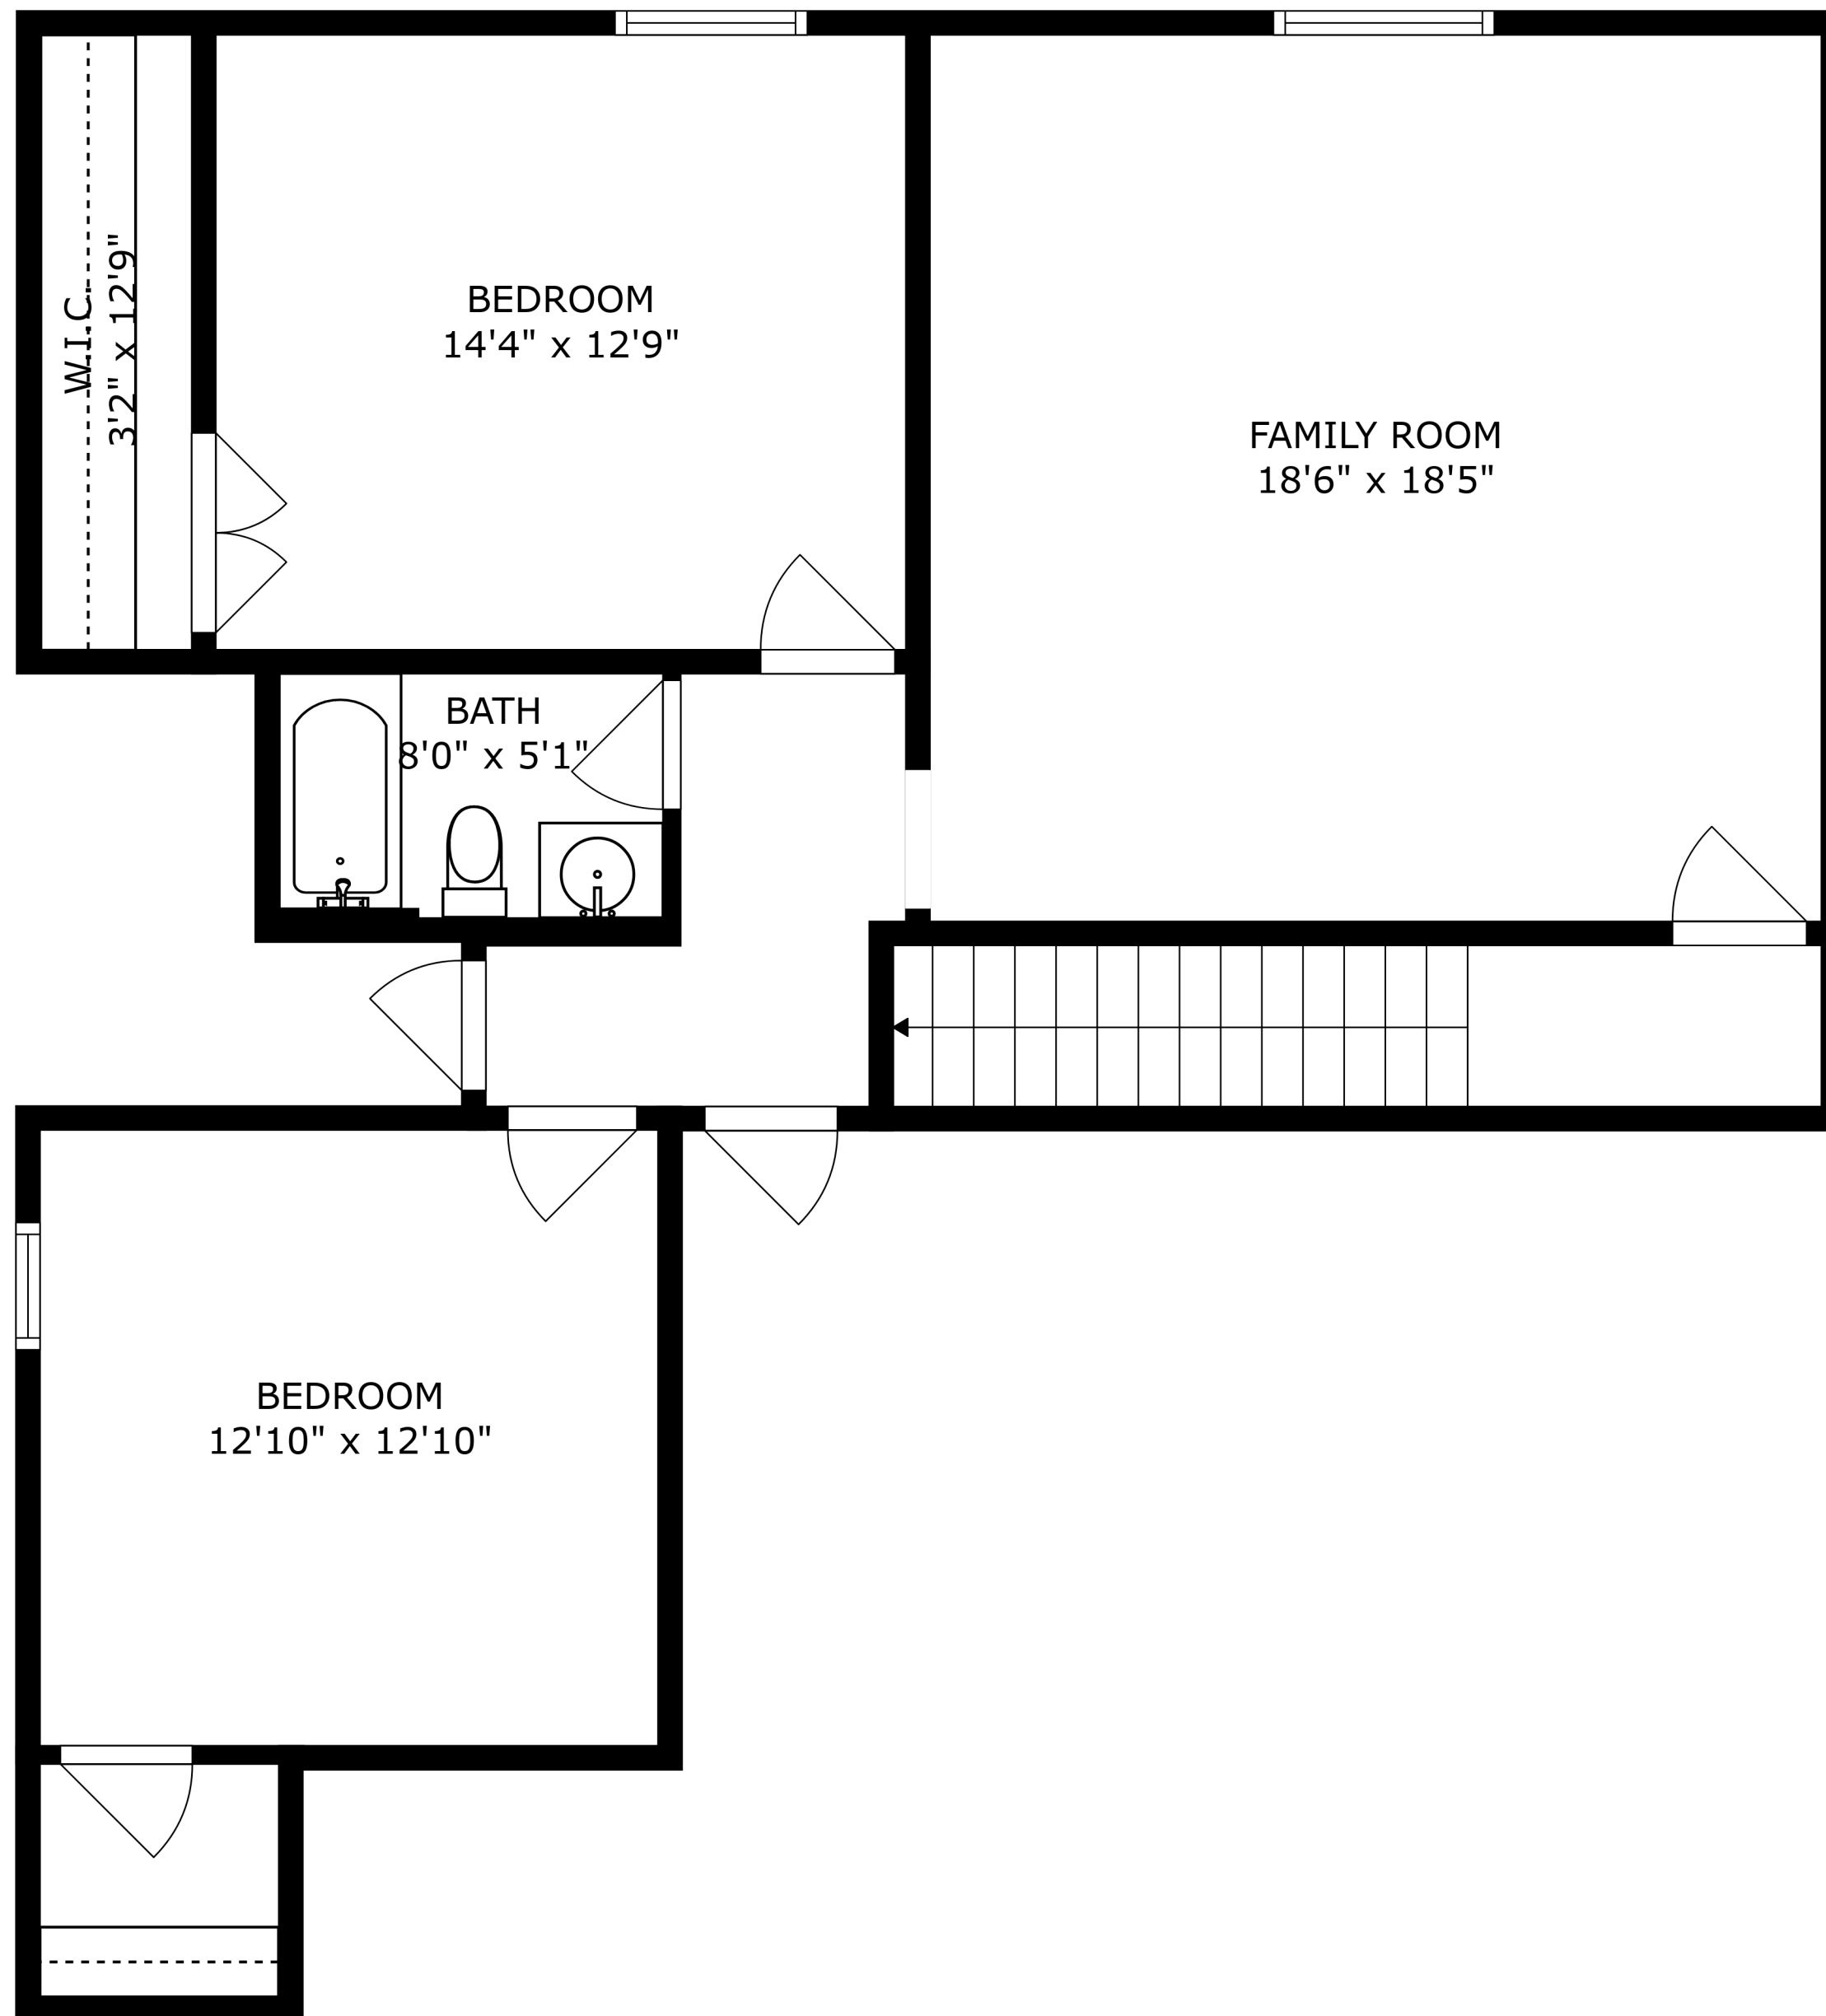 W.I.C.
3'2" x 12'9"
BEDROOM
14'4" x 12'9"
FAMILY ROOM
18'6" x 18'5"
BATH
8'0" x 5'1"
BEDROOM
12'10" x 12'10"